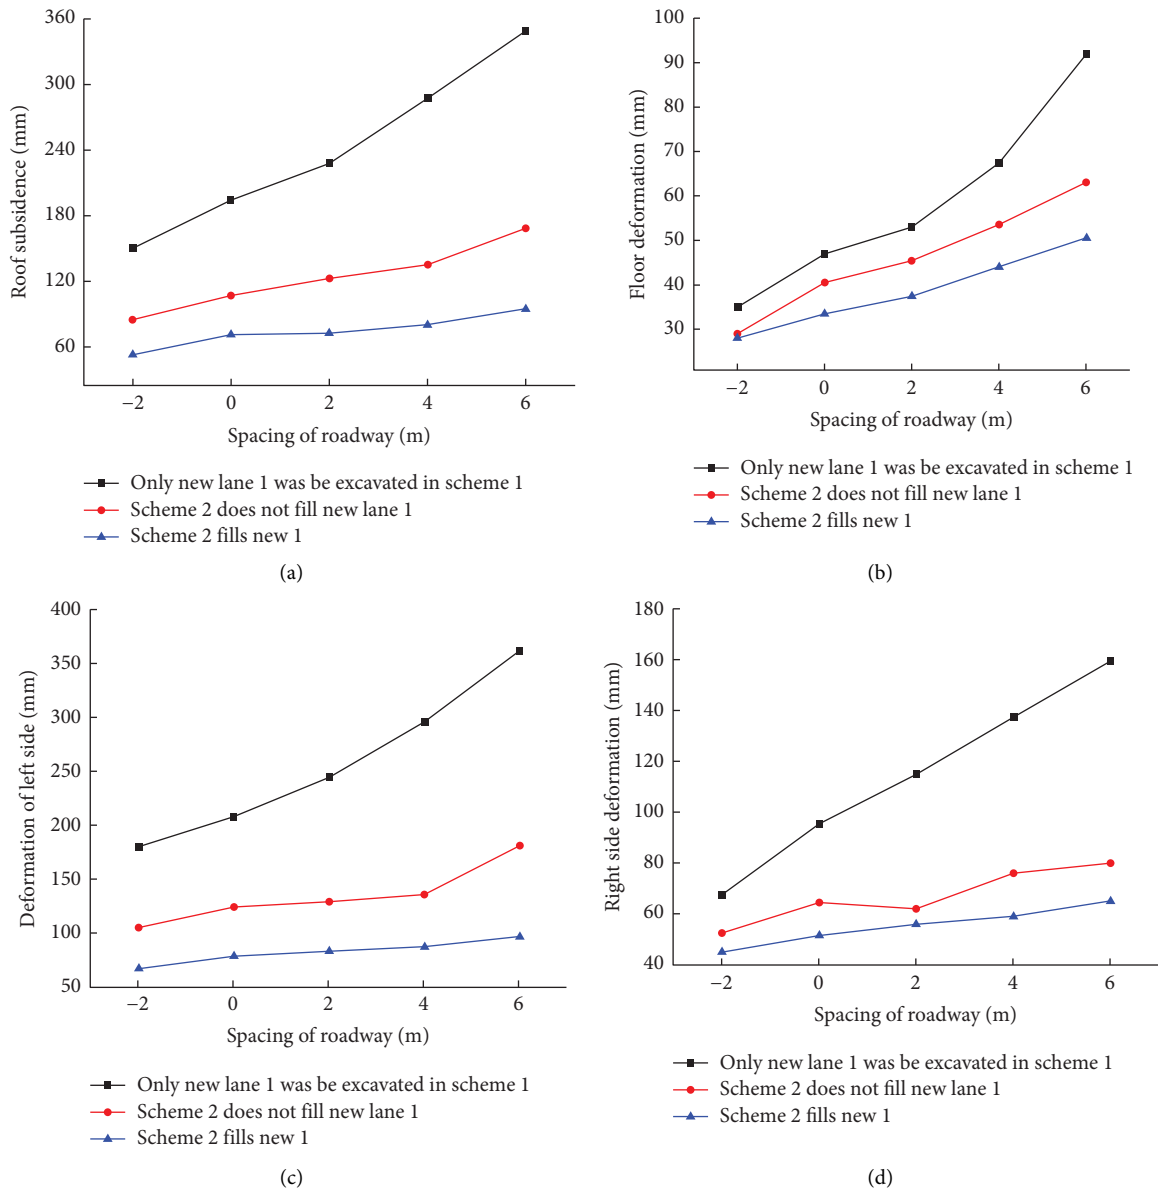 360
300
240
180
120
60
Roof subsidence (mm)
−2 0 2 4 6
Spacing of roadway (m)
Only new lane 1 was be excavated in scheme 1
Scheme 2 does not fill new lane 1
Scheme 2 fills new 1
(a)
100
90
80
70
60
50
40
30
Floor deformation (mm)
−2 0 2 4 6
Spacing of roadway (m)
Only new lane 1 was be excavated in scheme 1
Scheme 2 does not fill new lane 1
Scheme 2 fills new 1
(b)
400
350
300
250
200
150
100
50
Deformation of left side (mm)
−2 0 2 4 6
Spacing of roadway (m)
Only new lane 1 was be excavated in scheme 1
Scheme 2 does not fill new lane 1
Scheme 2 fills new 1
(c)
180
160
140
120
100
80
60
40
Right side deformation (mm)
−2 0 2 4 6
Spacing of roadway (m)
Only new lane 1 was be excavated in scheme 1
Scheme 2 does not fill new lane 1
Scheme 2 fills new 1
(d)